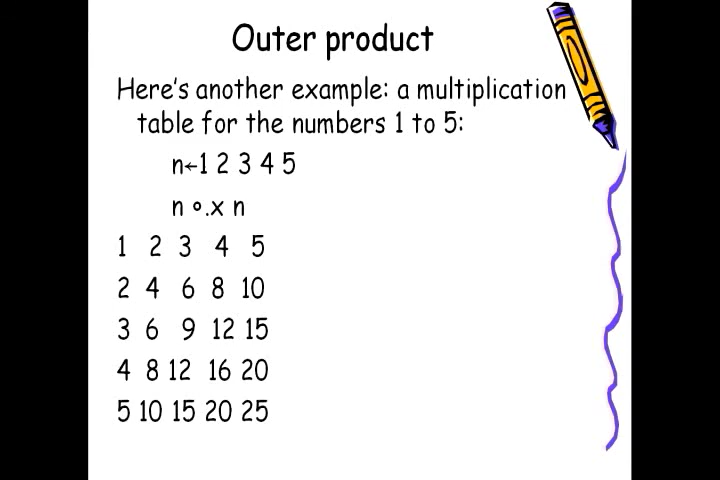 Outer product
Here's another example: a multiplication
table for the numbers 1 to 5:
n←1 2 3 4 5
n ∘.x n
1 2 3 4 5
2 4 6 8 10
3 6 9 12 15
4 8 12 16 20
5 10 15 20 25